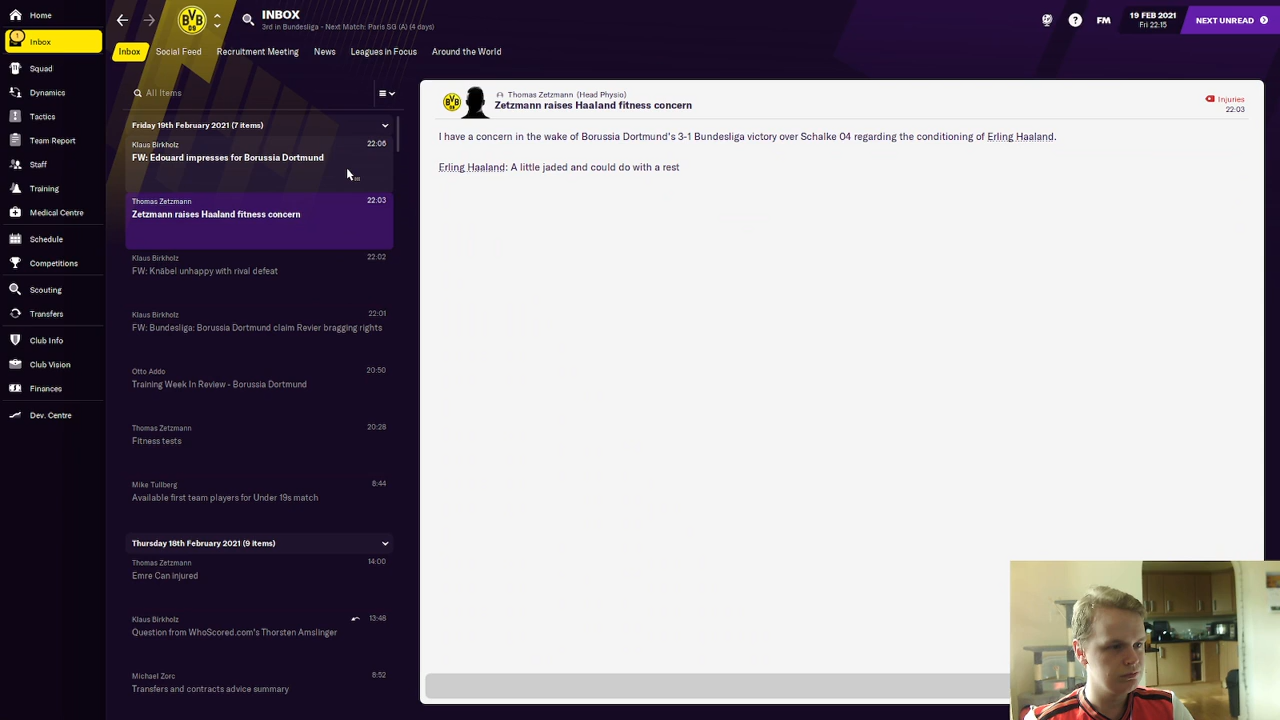 INBOX
3rd in Bundesliga - Next Match: Paris SG (A) (4 days)
FM
19 FEB 2021
Fri 22:15
NEXT UNREAD
Home
1
Inbox
Squad
Dynamics
Tactics
Team Report
Staff
Training
Medical Centre
Schedule
Competitions
Scouting
Transfers
Club Info
Club Vision
Finances
Dev. Centre
Inbox
Social Feed
Recruitment Meeting
News
Leagues in Focus
Around the World
All Items
Friday 19th February 2021 (7 items)
Klaus Birkholz 22:06
FW: Edouard impresses for Borussia Dortmund
Thomas Zetzmann 22:03
Zetzmann raises Haaland fitness concern
Klaus Birkholz 22:02
FW: Knäbel unhappy with rival defeat
Klaus Birkholz 22:01
FW: Bundesliga: Borussia Dortmund claim Revier bragging rights
Otto Addo 20:50
Training Week In Review - Borussia Dortmund
Thomas Zetzmann 20:28
Fitness tests
Mike Tullberg 8:44
Available first team players for Under 19s match
Thursday 18th February 2021 (9 items)
Thomas Zetzmann 14:00
Emre Can injured
Klaus Birkholz 13:48
Question from WhoScored.com's Thorsten Amslinger
Michael Zorc 8:52
Transfers and contracts advice summary
BVB
09
Thomas Zetzmann (Head Physio)
Zetzmann raises Haaland fitness concern
Injuries
22:03
I have a concern in the wake of Borussia Dortmund's 3-1 Bundesliga victory over Schalke 04 regarding the conditioning of Erling Haaland.
Erling Haaland: A little jaded and could do with a rest